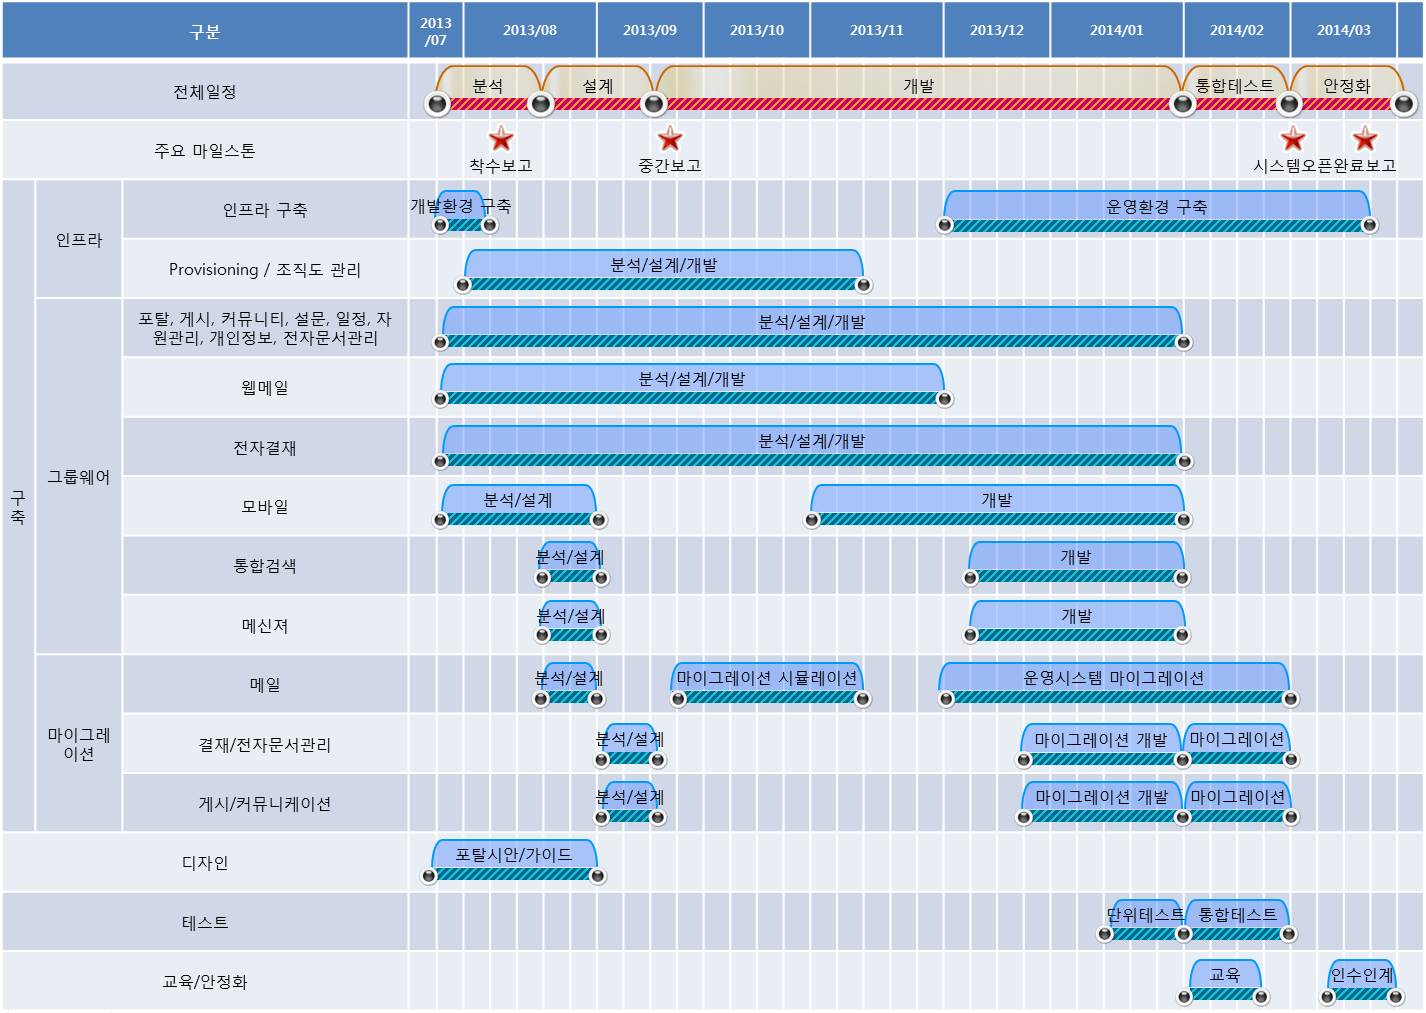 구분
2013
/07
2013/08
2013/09
2013/10
2013/11
2013/12
2014/01
2014/02
2014/03
전체일정
분석
설계
개발
통합테스트
안정화
주요 마일스톤
착수보고
중간보고
시스템오픈
완료보고
구
축
인프라
인프라 구축
개발환경 구축
운영환경 구축
Provisioning / 조직도 관리
분석/설계/개발
그룹웨어
포탈, 게시, 커뮤니티, 설문, 일정, 자
원관리, 개인정보, 전자문서관리
분석/설계/개발
웹메일
분석/설계/개발
전자결재
분석/설계/개발
모바일
분석/설계
개발
통합검색
분석/설계
개발
메신져
분석/설계
개발
마이그레
이션
메일
분석/설계
마이그레이션 시뮬레이션
운영시스템 마이그레이션
결재/전자문서관리
분석/설계
마이그레이션 개발
마이그레이션
게시/커뮤니케이션
분석/설계
마이그레이션 개발
마이그레이션
디자인
포탈시안/가이드
테스트
단위테스트
통합테스트
교육/안정화
교육
인수인계